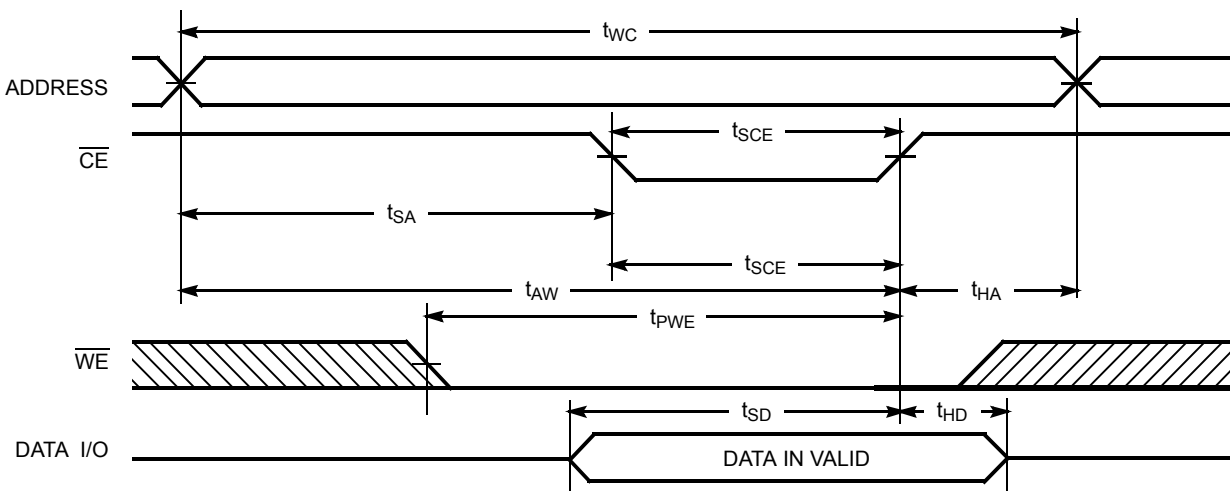 tWC
ADDRESS
tSCE
CE
tSA
tSCE
tAW
tHA
tPWE
WE
tSD
tHD
DATA I/O
DATA IN VALID